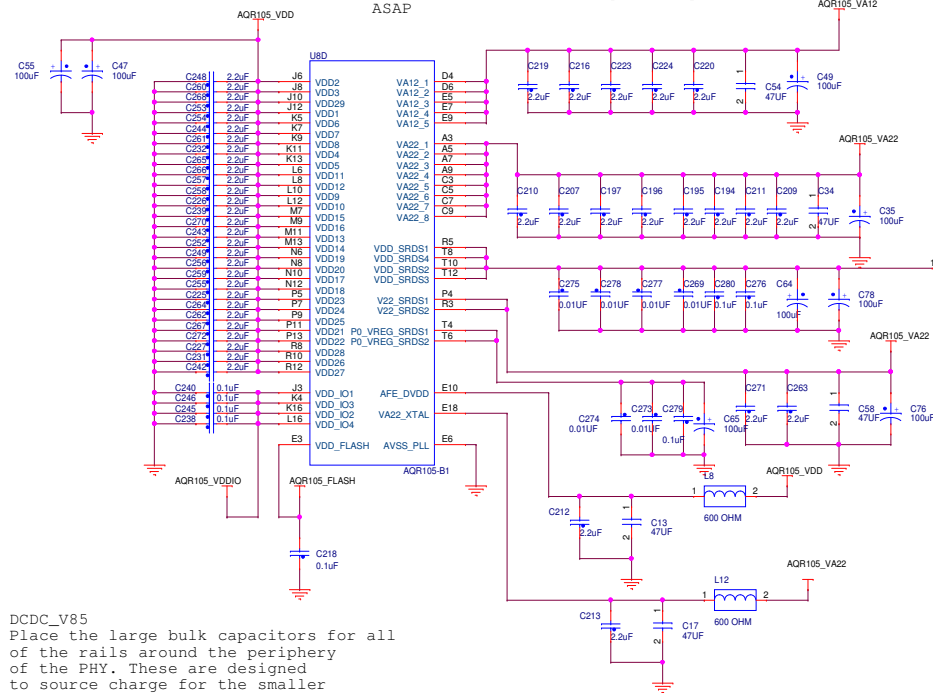 ASAP
AQR105_VDD
AQR105_VA12
C55
100uF
C47
100uF
U8D
C248 2.2uF J6 VDD2
C260 2.2uF J8 VDD3
C268 2.2uF J10 VDD29
C253 2.2uF J12 VDD1
C254 2.2uF K5 VDD6
C244 2.2uF K7 VDD7
C261 2.2uF K9 VDD8
C232 2.2uF K11 VDD4
C265 2.2uF K13 VDD5
C266 2.2uF L6 VDD11
C257 2.2uF L8 VDD12
C258 2.2uF L10 VDD9
C226 2.2uF L12 VDD10
2.2uF M7 VDD15
C270 2.2uF M9 VDD16
C243 2.2uF M11 VDD13
C252 2.2uF M13 VDD14
C249 2.2uF N6 VDD19
C256 2.2uF N8 VDD20
C259 2.2uF N10 VDD17
C255 2.2uF N12 VDD18
C225 2.2uF P5 VDD23
C264 2.2uF P7 VDD24
C262 2.2uF P9 VDD25
C267 2.2uF P11 VDD21
C272 2.2uF P13 VDD22
C227 2.2uF R8 VDD28
C231 2.2uF R10 VDD26
C242 2.2uF R12 VDD27
C240 0.1uF J3 VDD_IO1
C246 0.1uF K4 VDD_IO3
C245 0.1uF K16 VDD_IO2
C238 0.1uF L16 VDD_IO4
E3 VDD_FLASH
VA12_1 D4
VA12_2 D6
VA12_3 E5
VA12_4 E7
VA12_5 E9
VA22_1 A3
VA22_2 A5
VA22_3 A7
VA22_4 A9
VA22_5 C3
VA22_6 C5
VA22_7 C7
VA22_8 C9
VDD_SRDS1 R5
VDD_SRDS4 T8
VDD_SRDS2 T10
VDD_SRDS3 T12
V22_SRDS1 P4
V22_SRDS2 R3
P0_VREG_SRDS1 T4
P0_VREG_SRDS2 T6
AFE_DVDD E10
VA22_XTAL E18
AVSS_PLL E6
AQR105-B1
C219 C216 C223 C224 C220
2.2uF 2.2uF 2.2uF 2.2uF 2.2uF
1
2
C54
47UF
C49
100uF
AQR105_VA22
C210 C207 C197 C196 C195 C194 C211 C209 C34
2.2uF 2.2uF 2.2uF 2.2uF 2.2uF 2.2uF 2.2uF 2.2uF 47UF
1
2
C35
100uF
1
C275 C278 C277 C269 C280 C276 C64
0.01UF 0.01UF 0.01UF 0.01UF 0.1uF 0.1uF 100uF
C78
100uF
AQR105_VA22
C271 C263
2.2uF 2.2uF
1
2
C58
47UF
C76
100uF
C274 C273 C279
0.01UF 0.01UF 0.1uF
C65
100uF
AQR105_VDDIO
AQR105_FLASH
C218
0.1uF
AQR105_VDD
L8
1 2
600 OHM
C212
2.2uF
1
2
C13
47UF
AQR105_VA22
L12
1 2
600 OHM
C213
2.2uF
1
2
C17
47UF
DCDC_V85
Place the large bulk capacitors for all
of the rails around the periphery
of the PHY. These are designed
to source charge for the smaller